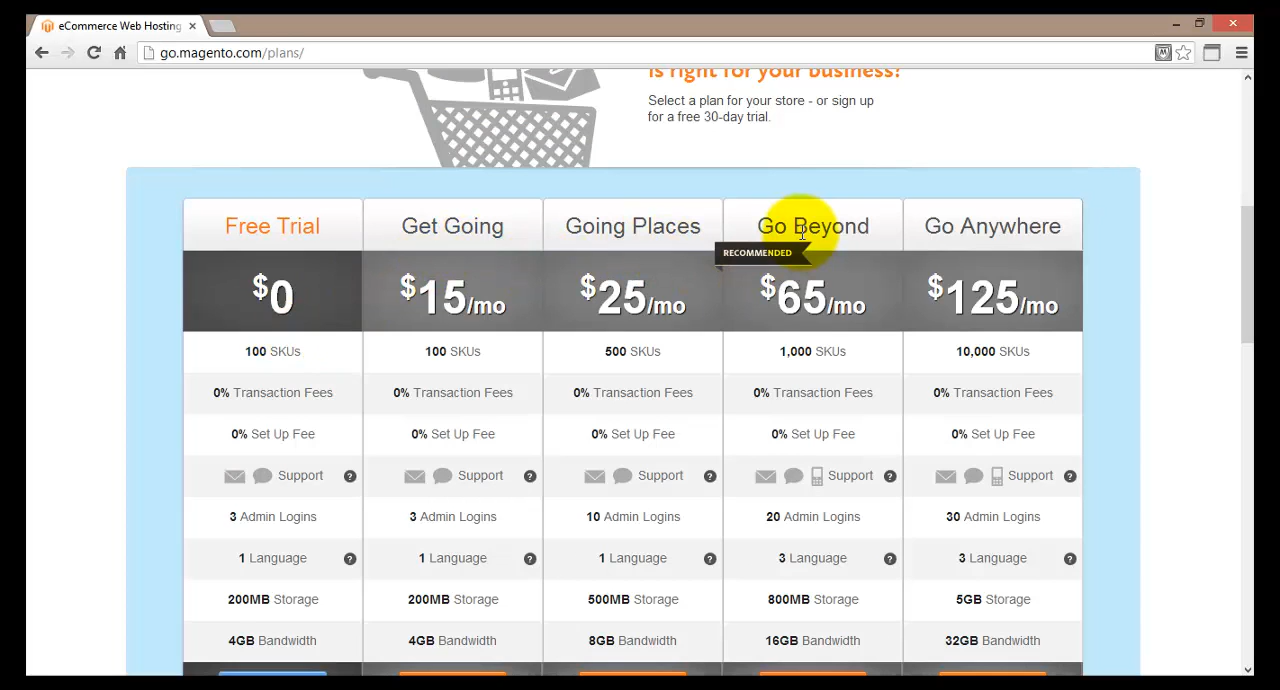 eCommerce Web Hosting
go.magento.com/plans/
is right for your business?
Select a plan for your store - or sign up
for a free 30-day trial.
Free Trial Get Going Going Places Go Beyond Go Anywhere
RECOMMENDED
$0 $15/mo $25/mo $65/mo $125/mo
100 SKUs 100 SKUs 500 SKUs 1,000 SKUs 10,000 SKUs
0% Transaction Fees 0% Transaction Fees 0% Transaction Fees 0% Transaction Fees 0% Transaction Fees
0% Set Up Fee 0% Set Up Fee 0% Set Up Fee 0% Set Up Fee 0% Set Up Fee
Support ? Support ? Support ? Support ? Support ?
3 Admin Logins 3 Admin Logins 10 Admin Logins 20 Admin Logins 30 Admin Logins
1 Language ? 1 Language ? 1 Language ? 3 Language ? 3 Language ?
200MB Storage 200MB Storage 500MB Storage 800MB Storage 5GB Storage
4GB Bandwidth 4GB Bandwidth 8GB Bandwidth 16GB Bandwidth 32GB Bandwidth